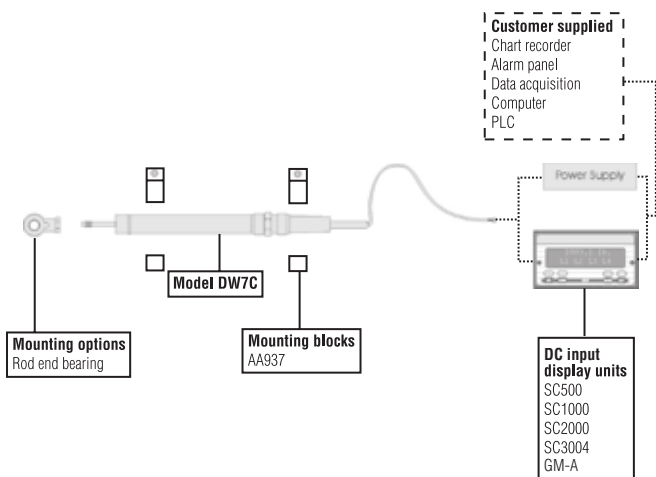 Customer supplied
Chart recorder
Alarm panel
Data acquisition
Computer
PLC
Power Supply
Model DW7C
Mounting options
Rod end bearing
Mounting blocks
AA937
DC input
display units
SC500
SC1000
SC2000
SC3004
GM-A